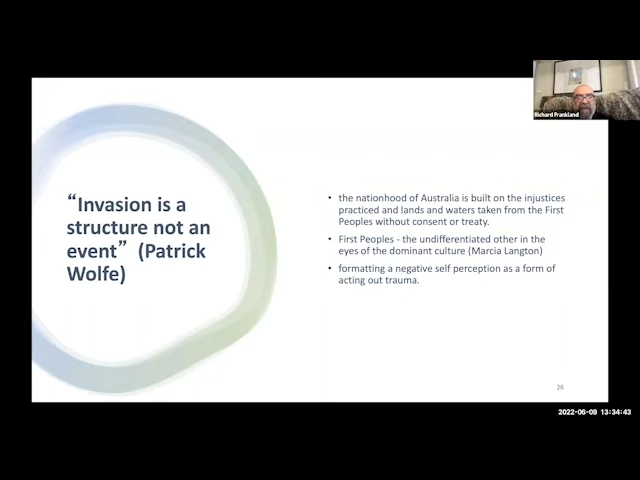 Richard Frankland
“Invasion is a
structure not an
event” (Patrick
Wolfe)
• the nationhood of Australia is built on the injustices
practiced and lands and waters taken from the First
Peoples without consent or treaty.
• First Peoples - the undifferentiated other in the
eyes of the dominant culture (Marcia Langton)
• formatting a negative self perception as a form of
acting out trauma.
26
2022-06-09 13:34:43